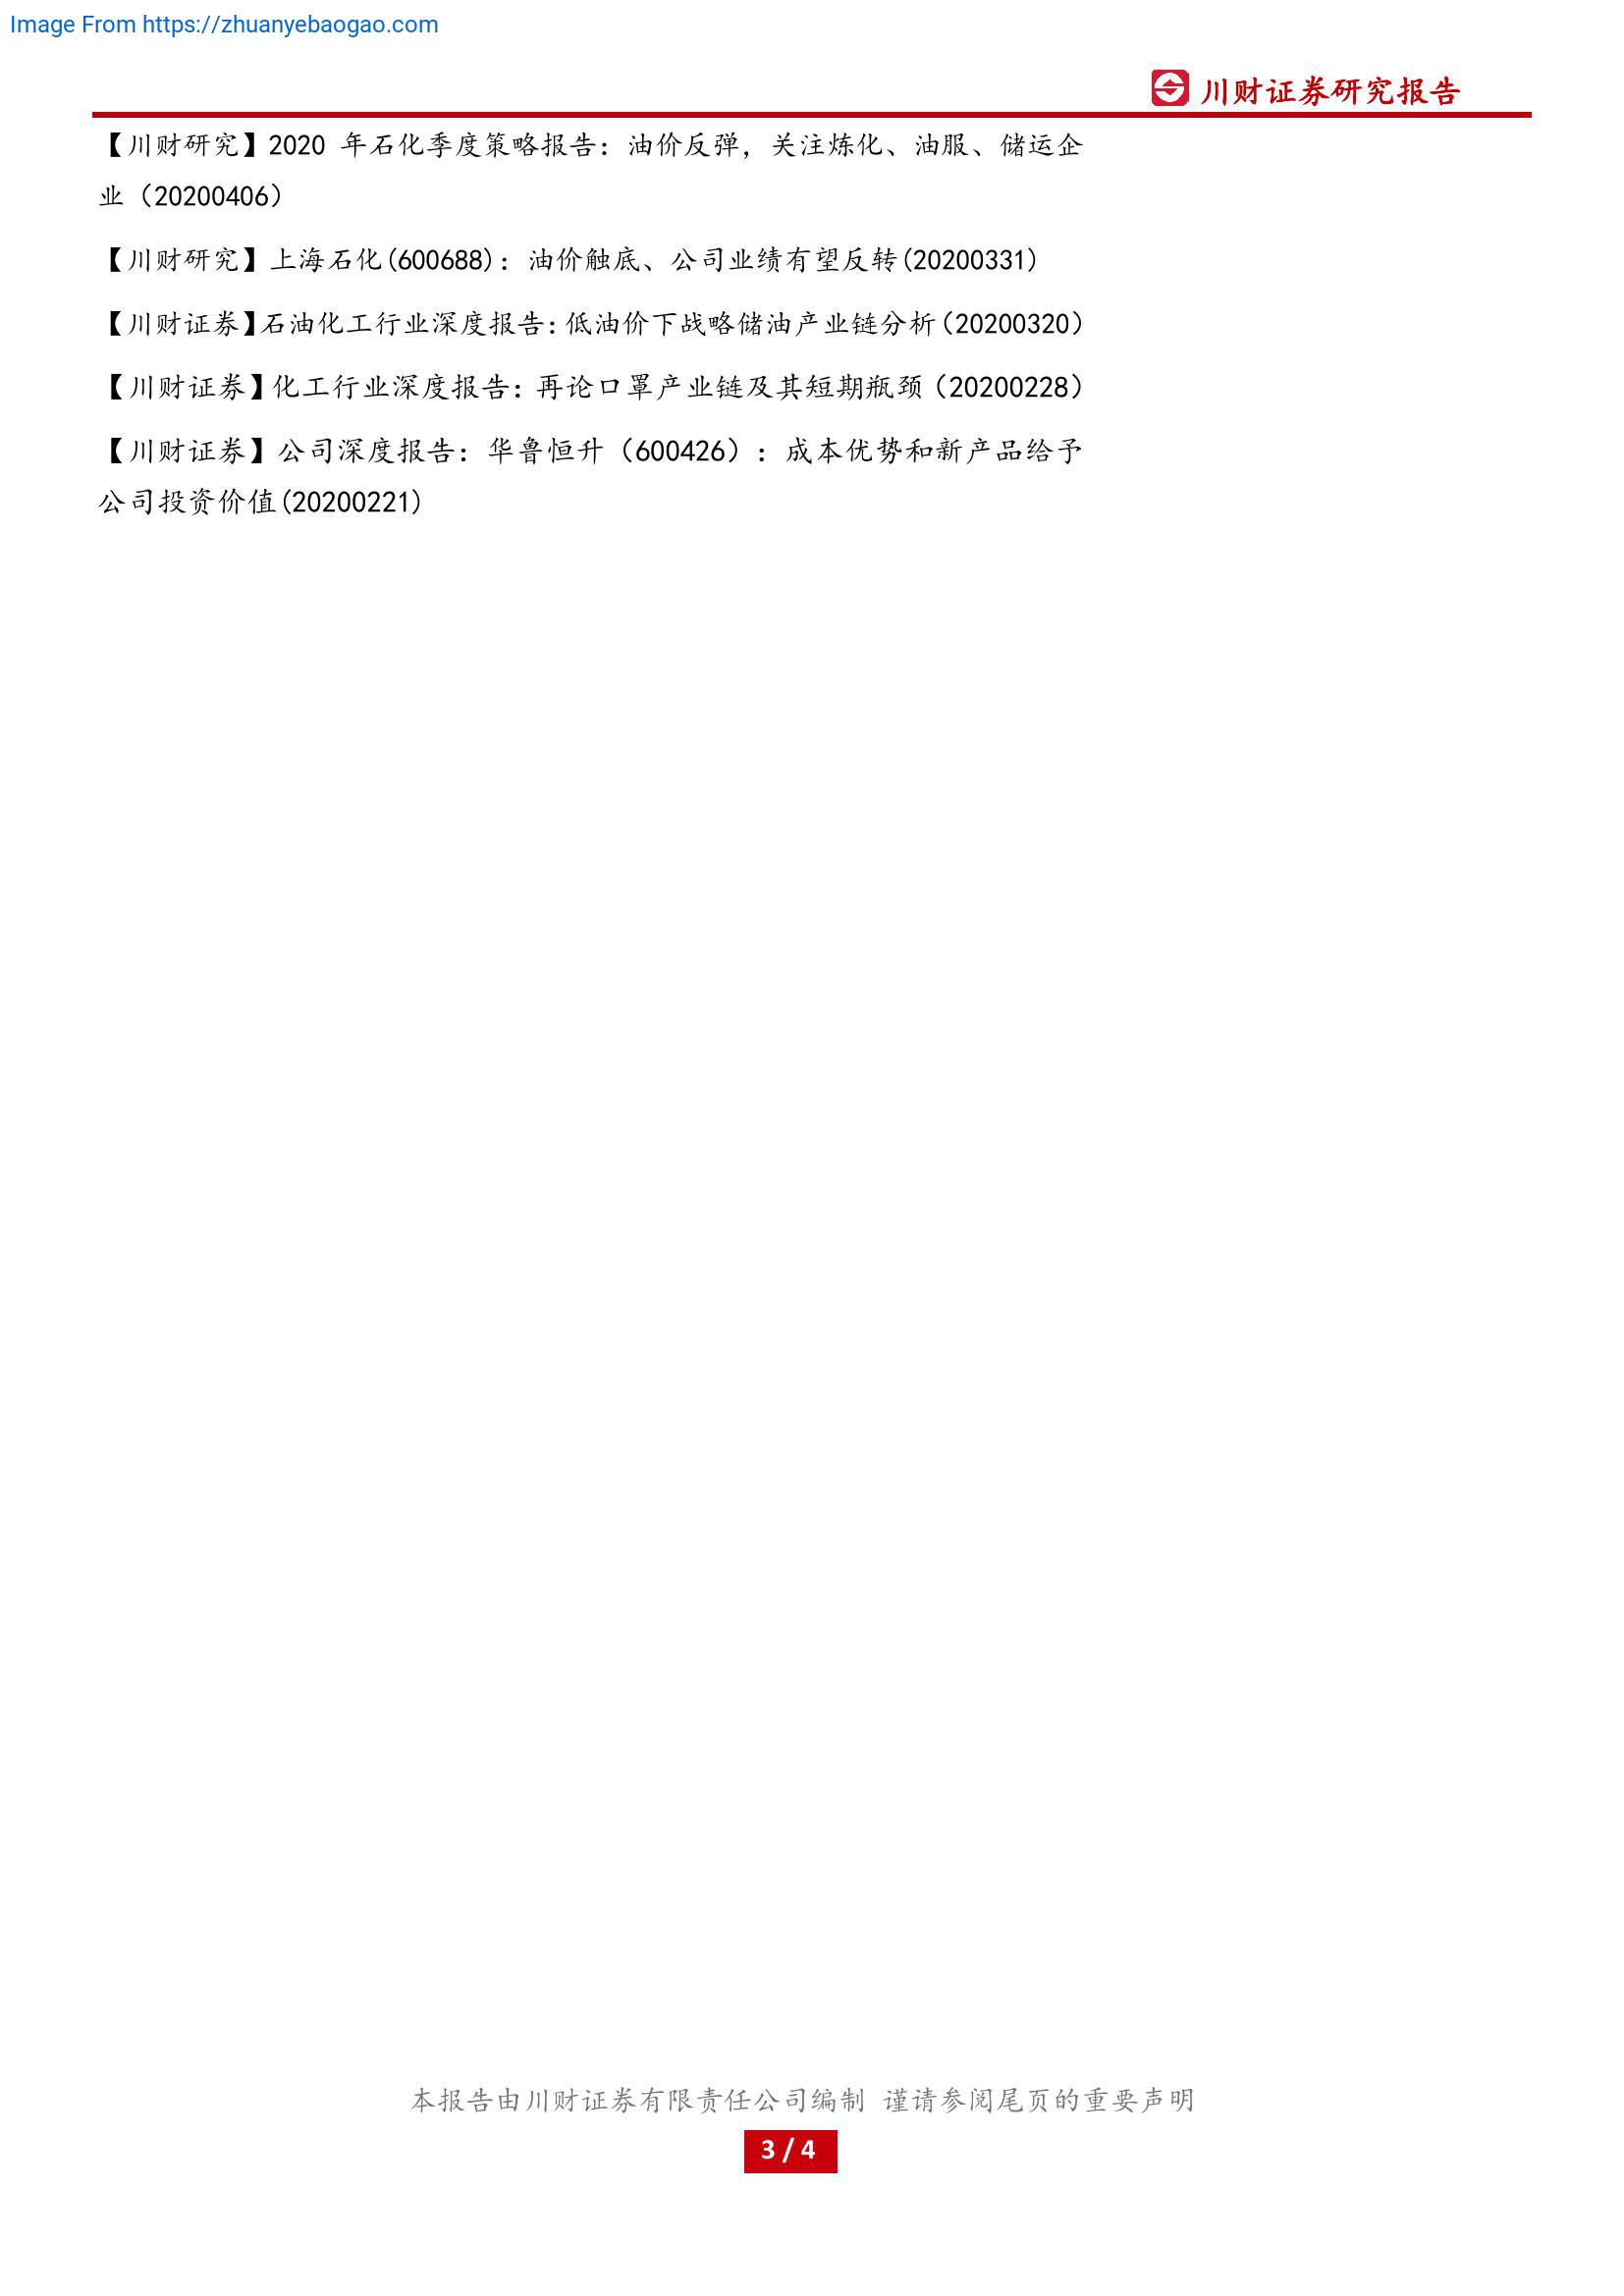 Image From https://zhuanyebaogao.com
川财证券研究报告
【川财研究】2020 年石化季度策略报告：油价反弹，关注炼化、油服、储运企
业（20200406）
【川财研究】上海石化(600688)：油价触底、公司业绩有望反转(20200331)
【川财证券】石油化工行业深度报告：低油价下战略储油产业链分析（20200320）
【川财证券】化工行业深度报告：再论口罩产业链及其短期瓶颈（20200228）
【川财证券】公司深度报告：华鲁恒升（600426）：成本优势和新产品给予
公司投资价值(20200221)
本报告由川财证券有限责任公司编制 谨请参阅尾页的重要声明
3 / 4